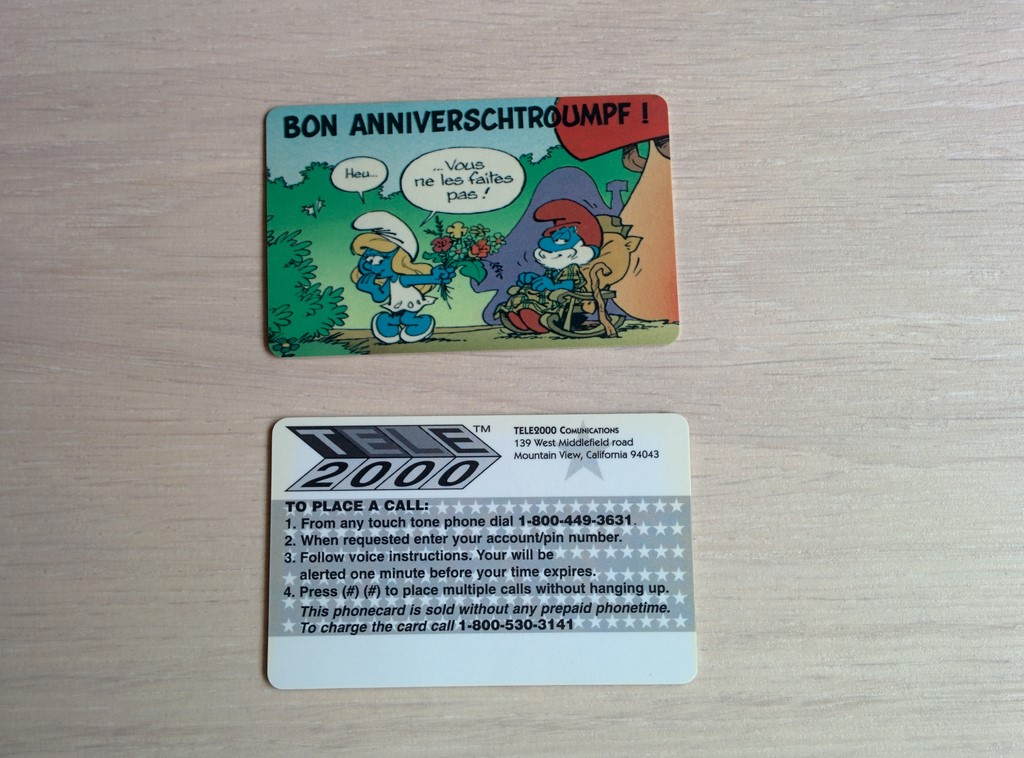 BON ANNIVERSCHTROUMPF !
Heu...
...Vous
ne les faites
pas !
TELE™
2000
TELE2000 COMUNICATIONS
139 West Middlefield road
Mountain View, California 94043
TO PLACE A CALL:
1. From any touch tone phone dial 1-800-449-3631.
2. When requested enter your account/pin number.
3. Follow voice instructions. Your will be
alerted one minute before your time expires.
4. Press (#) (#) to place multiple calls without hanging up.
This phonecard is sold without any prepaid phonetime.
To charge the card call 1-800-530-3141